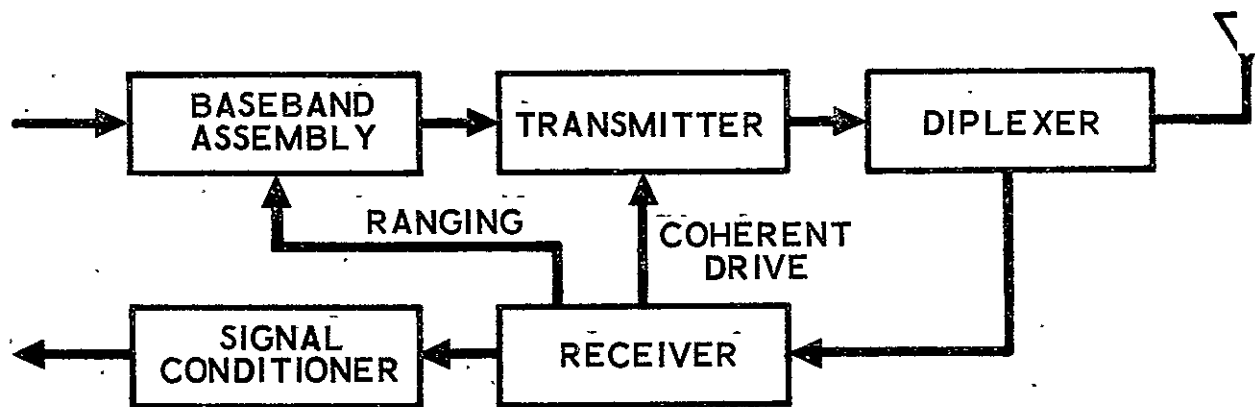 BASEBAND
ASSEMBLY
TRANSMITTER
DIPLEXER
RANGING
COHERENT
DRIVE
SIGNAL
CONDITIONER
RECEIVER